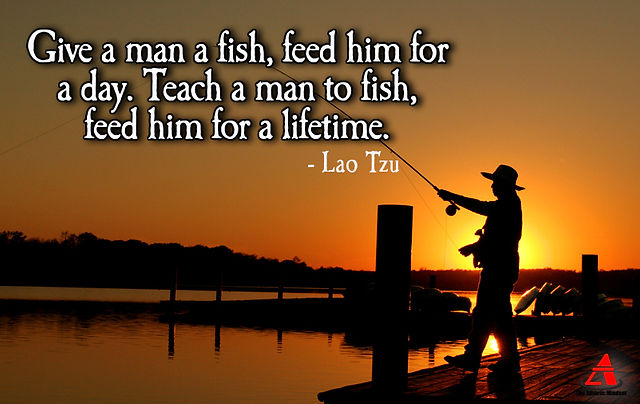 Give a man a fish, feed him for
a day. Teach a man to fish,
feed him for a lifetime.
- Lao Tzu